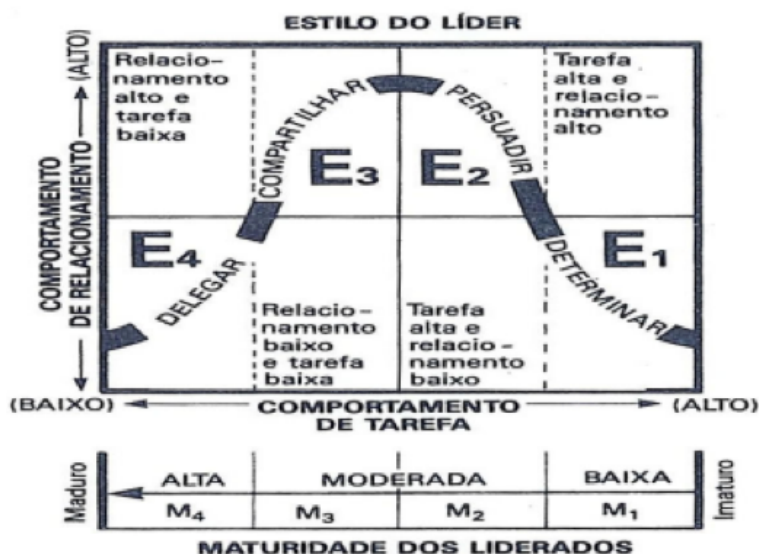 ESTILO DO LÍDER
(ALTO)
COMPORTAMENTO
DE RELACIONAMENTO
Relacio-
namento
alto e
tarefa
baixa
Tarefa
alta e
relacio-
namento
alto
COMPARTILHAR
PERSUADIR
E3
E2
E4
E1
DELEGAR
DETERMINAR
Relacio-
namento
baixo
e tarefa
baixa
Tarefa
alta e
relacio-
namento
baixo
(BAIXO)
COMPORTAMENTO
DE TAREFA
(ALTO)
Maduro
ALTA
MODERADA
BAIXA
Imaturo
M4
M3
M2
M1
MATURIDADE DOS LIDERADOS